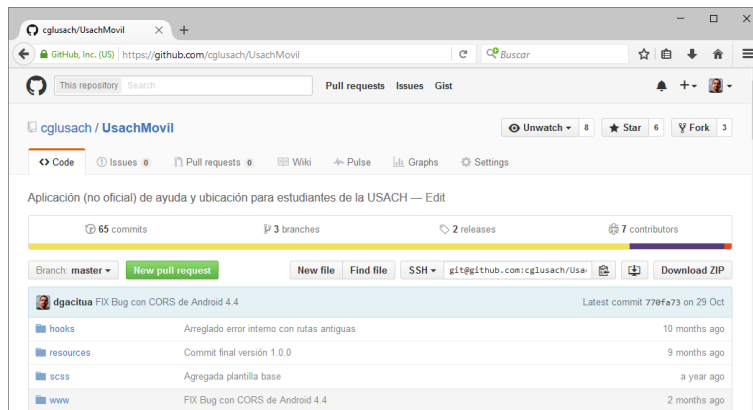 cglusach/UsachMovil
GitHub, Inc. (US) https://github.com/cglusach/UsachMovil Buscar
This repository Search Pull requests Issues Gist
cglusach / UsachMovil Unwatch 8 Star 6 Fork 3
Code Issues 0 Pull requests 0 Wiki Pulse Graphs Settings
Aplicación (no oficial) de ayuda y ubicación para estudiantes de la USACH — Edit
65 commits 3 branches 2 releases 7 contributors
Branch: master New pull request New file Find file SSH git@github.com:cglusach/Usa Download ZIP
dgacitua FIX Bug con CORS de Android 4.4 Latest commit 770fa73 on 29 Oct
hooks Arreglado error interno con rutas antiguas 10 months ago
resources Commit final versión 1.0.0 9 months ago
scss Agregada plantilla base a year ago
www FIX Bug con CORS de Android 4.4 2 months ago